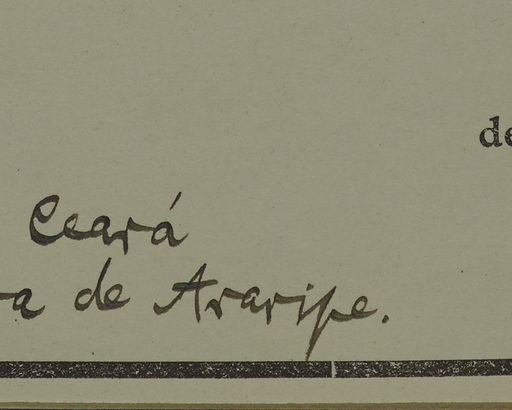 de
Ceará
a de Araripe.